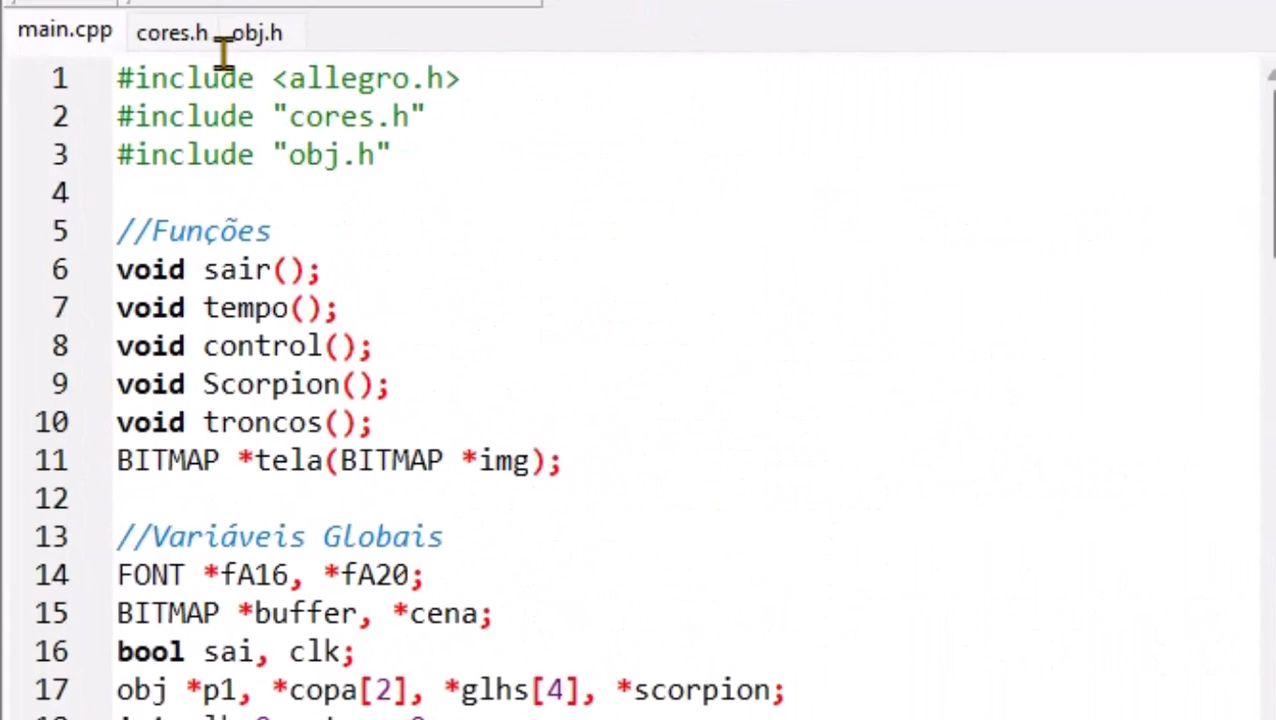 main.cpp cores.h obj.h
1 #include <allegro.h>
2 #include "cores.h"
3 #include "obj.h"
4
5 //Funções
6 void sair();
7 void tempo();
8 void control();
9 void Scorpion();
10 void troncos();
11 BITMAP *tela(BITMAP *img);
12
13 //Variáveis Globais
14 FONT *fA16, *fA20;
15 BITMAP *buffer, *cena;
16 bool sai, clk;
17 obj *p1, *copa[2], *glhs[4], *scorpion;